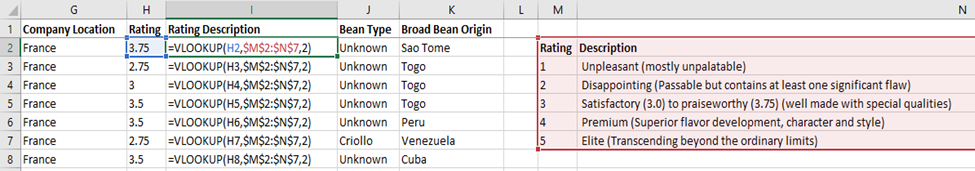 G H I J K L M N
1 Company Location Rating Rating Description Bean Type Broad Bean Origin
2 France 3.75 =VLOOKUP(H2,$M$2:$N$7,2) Unknown Sao Tome Rating Description
3 France 2.75 =VLOOKUP(H3,$M$2:$N$7,2) Unknown Togo 1 Unpleasant (mostly unpalatable)
4 France 3 =VLOOKUP(H4,$M$2:$N$7,2) Unknown Togo 2 Disappointing (Passable but contains at least one significant flaw)
5 France 3.5 =VLOOKUP(H5,$M$2:$N$7,2) Unknown Togo 3 Satisfactory (3.0) to praiseworthy (3.75) (well made with special qualities)
6 France 3.5 =VLOOKUP(H6,$M$2:$N$7,2) Unknown Peru 4 Premium (Superior flavor development, character and style)
7 France 2.75 =VLOOKUP(H7,$M$2:$N$7,2) Criollo Venezuela 5 Elite (Transcending beyond the ordinary limits)
8 France 3.5 =VLOOKUP(H8,$M$2:$N$7,2) Unknown Cuba